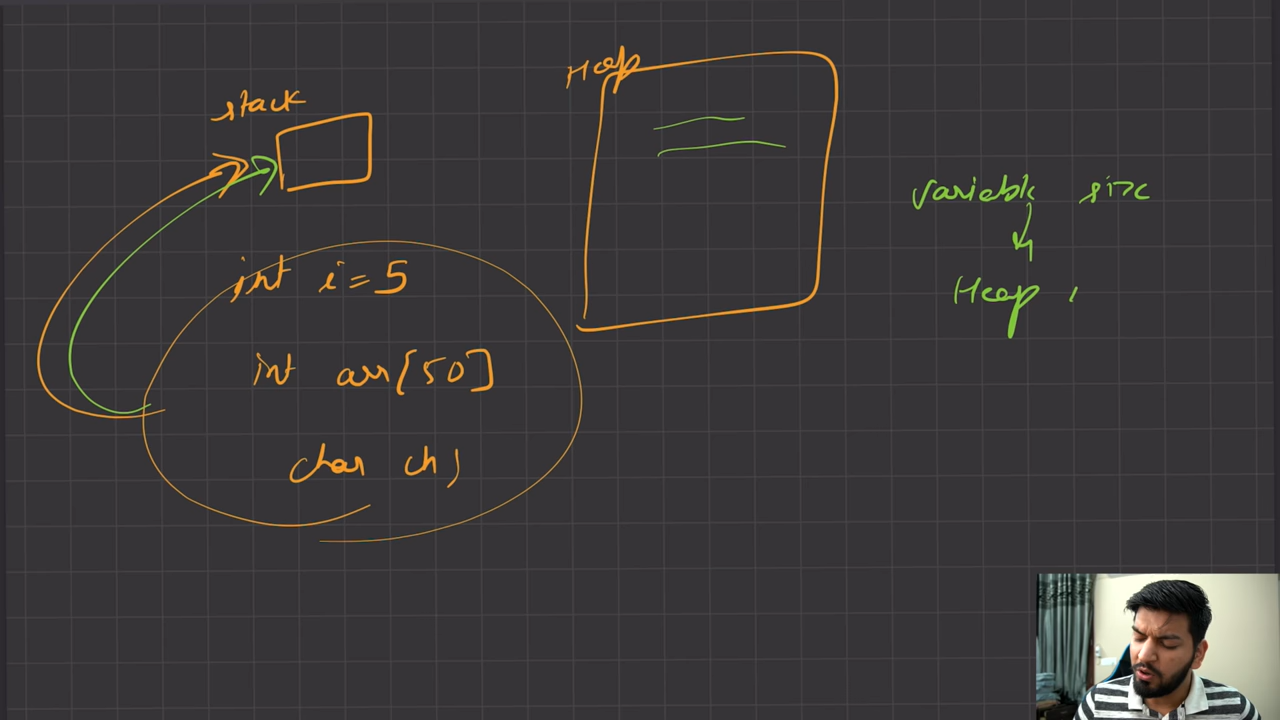 stack
Heap
int i = 5
int arr[50]
char ch;
variable size
Heap